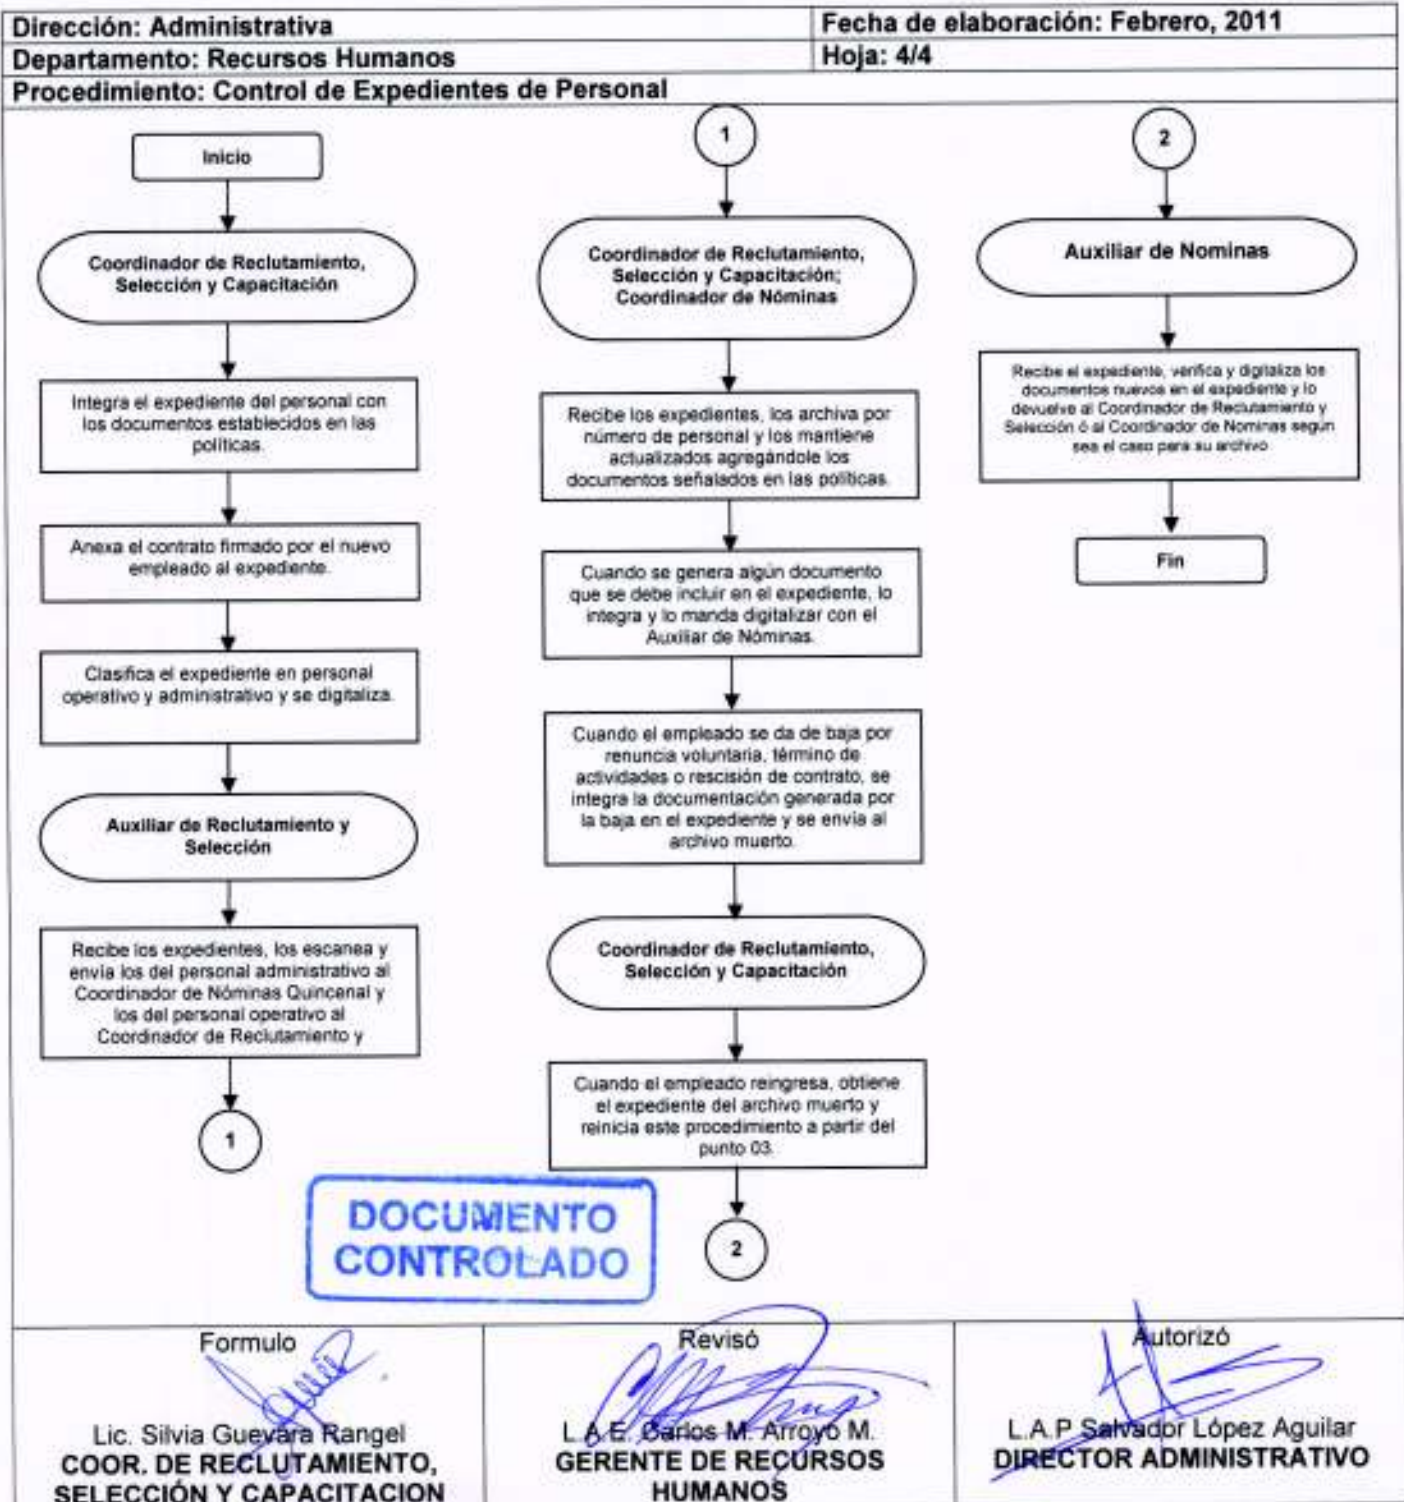 Dirección: Administrativa
Fecha de elaboración: Febrero, 2011
Departamento: Recursos Humanos
Hoja: 4/4
Procedimiento: Control de Expedientes de Personal
Inicio
Coordinador de Reclutamiento,
Selección y Capacitación
Integra el expediente del personal con
los documentos establecidos en las
políticas.
Anexa el contrato firmado por el nuevo
empleado al expediente.
Clasifica el expediente en personal
operativo y administrativo y se digitaliza.
Auxiliar de Reclutamiento y
Selección
Recibe los expedientes, los escanea y
envía los del personal administrativo al
Coordinador de Nóminas Quincenal y
los del personal operativo al
Coordinador de Reclutamiento y
1
1
Coordinador de Reclutamiento,
Selección y Capacitación;
Coordinador de Nóminas
Recibe los expedientes, los archiva por
número de personal y los mantiene
actualizados agregándole los
documentos señalados en las políticas.
Cuando se genera algún documento
que se debe incluir en el expediente, lo
integra y lo manda digitalizar con el
Auxiliar de Nóminas.
Cuando el empleado se da de baja por
renuncia voluntaria, término de
actividades o rescisión de contrato, se
integra la documentación generada por
la baja en el expediente y se envía al
archivo muerto.
Coordinador de Reclutamiento,
Selección y Capacitación
Cuando el empleado reingresa, obtiene
el expediente del archivo muerto y
reinicia este procedimiento a partir del
punto 03.
2
2
Auxiliar de Nominas
Recibe el expediente, verifica y digitaliza los
documentos nuevos en el expediente y lo
devuelve al Coordinador de Reclutamiento y
Selección ó al Coordinador de Nominas según
sea el caso para su archivo
Fin
DOCUMENTO
CONTROLADO
Formulo
Lic. Silvia Guevara Rangel
COOR. DE RECLUTAMIENTO,
SELECCIÓN Y CAPACITACION
Revisó
L.A.E. Carlos M. Arroyo M.
GERENTE DE RECURSOS
HUMANOS
Autorizó
L.A.P Salvador López Aguilar
DIRECTOR ADMINISTRATIVO